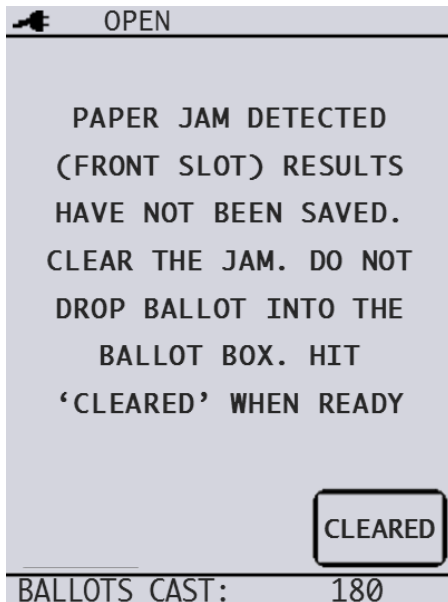 OPEN
PAPER JAM DETECTED
(FRONT SLOT) RESULTS
HAVE NOT BEEN SAVED.
CLEAR THE JAM. DO NOT
DROP BALLOT INTO THE
BALLOT BOX. HIT
‘CLEARED’ WHEN READY
CLEARED
BALLOTS CAST: 180